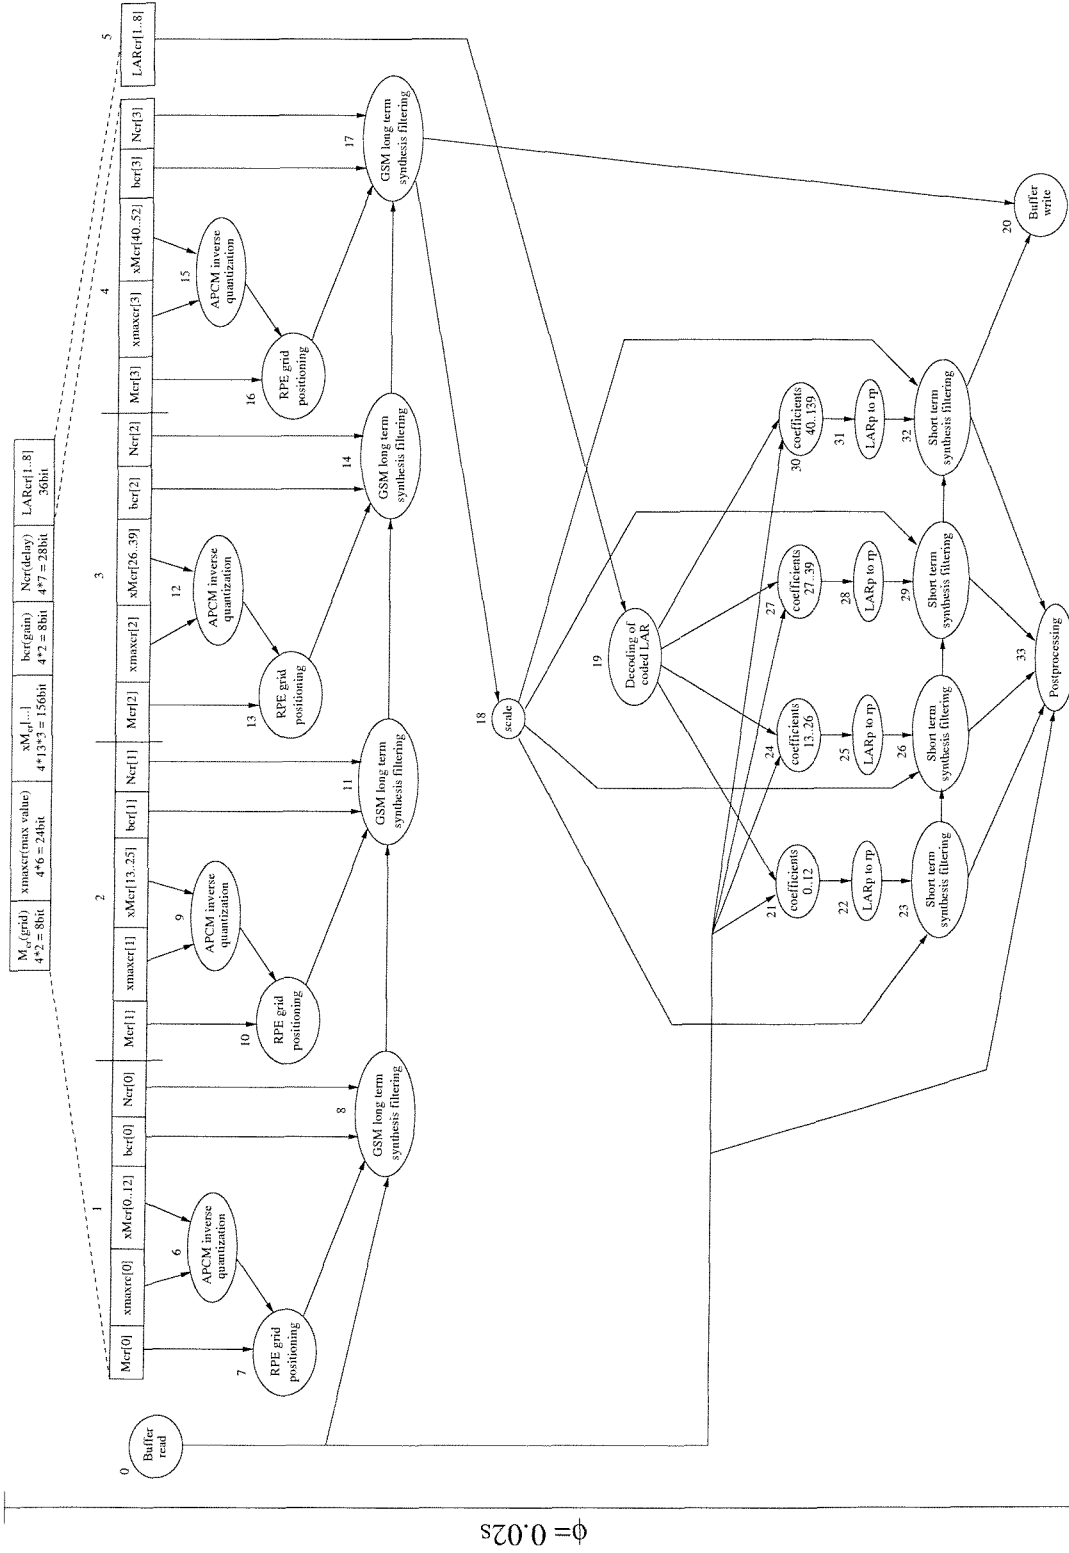 M_cr(grid)
4*2 = 8bit
xmaxcr(max value)
4*6 = 24bit
xM_cr[...]
4*13*3 = 156bit
bcr(gain)
4*2 = 8bit
Ncr(delay)
4*7 = 28bit
LARcr[1..8]
36bit
1
2
3
4
5
Mcr[0]
xmaxrc[0]
xMcr[0..12]
bcr[0]
Ncr[0]
Mcr[1]
xmaxcr[1]
xMcr[13..25]
bcr[1]
Ncr[1]
Mcr[2]
xmaxcr[2]
xMcr[26..39]
bcr[2]
Ncr[2]
Mcr[3]
xmaxcr[3]
xMcr[40..52]
bcr[3]
Ncr[3]
LARcr[1..8]
0
Buffer
read
6
APCM inverse
quantization
7
RPE grid
positioning
8
GSM long term
synthesis filtering
9
APCM inverse
quantization
10
RPE grid
positioning
11
GSM long term
synthesis filtering
12
APCM inverse
quantization
13
RPE grid
positioning
14
GSM long term
synthesis filtering
15
APCM inverse
quantization
16
RPE grid
positioning
17
GSM long term
synthesis filtering
18
scale
19
Decoding of
coded LAR
20
Buffer
write
21
coefficients
0..12
22
LARp to rp
23
Short term
synthesis filtering
24
coefficients
13..26
25
LARp to rp
26
Short term
synthesis filtering
27
coefficients
27..39
28
LARp to rp
29
Short term
synthesis filtering
30
coefficients
40..139
31
LARp to rp
32
Short term
synthesis filtering
33
Postprocessing
ϕ= 0.02s